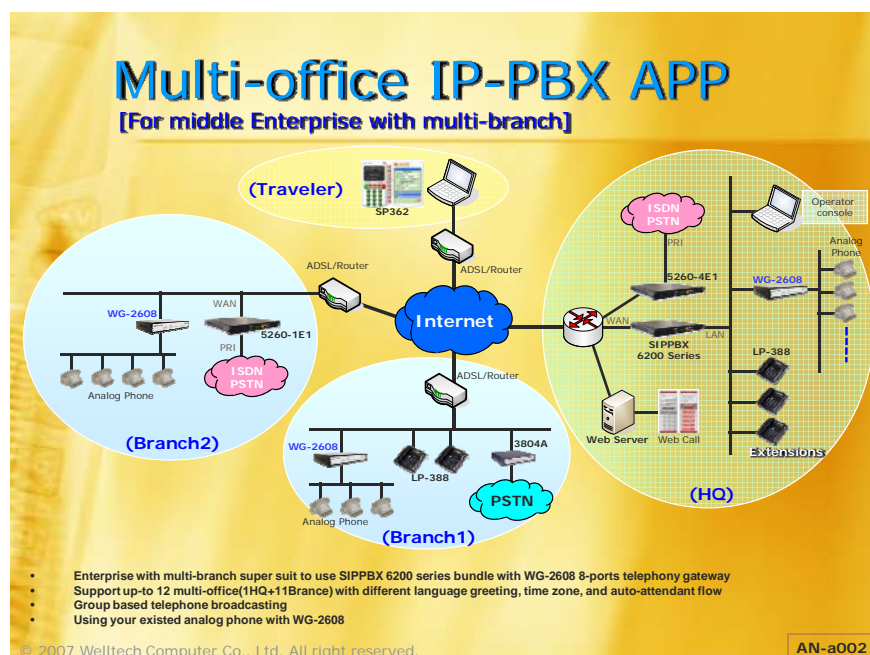 Multi-office IP-PBX APP
[For middle Enterprise with multi-branch]
(Traveler)
SP362
ADSL/Router
ADSL/Router
Internet
WG-2608
WAN
5260-1E1
PRI
ISDN
PSTN
Analog Phone
(Branch2)
ADSL/Router
WG-2608
LP-388
3804A
PSTN
Analog Phone
(Branch1)
ISDN
PSTN
PRI
Operator
console
Analog
Phone
5260-4E1
WG-2608
WAN
LAN
SIPPBX
6200 Series
LP-388
Web Server
Web Call
Extensions
(HQ)
• Enterprise with multi-branch super suit to use SIPPBX 6200 series bundle with WG-2608 8-ports telephony gateway
• Support up-to 12 multi-office(1HQ+11Brance) with different language greeting, time zone, and auto-attendant flow
• Group based telephone broadcasting
• Using your existed analog phone with WG-2608
© 2007 Welltech Computer Co., Ltd. All right reserved.
AN-a002